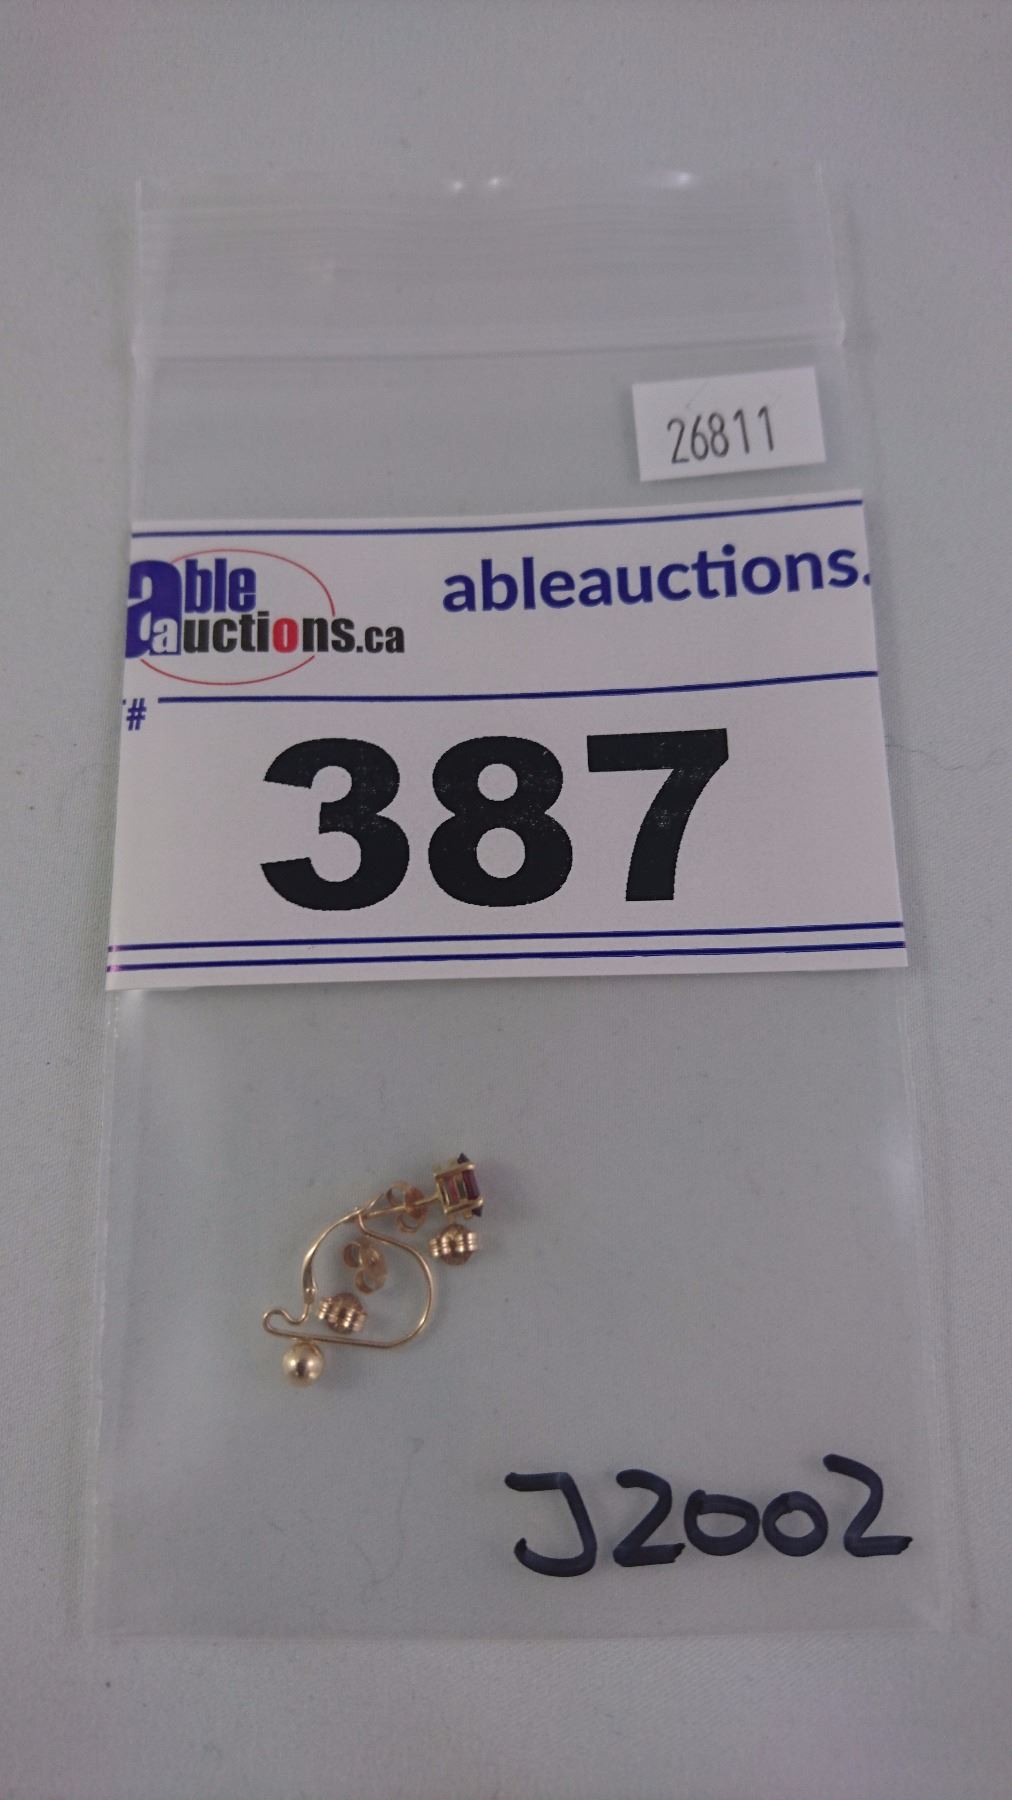 26811
able
auctions.ca
ableauctions.
#
387
J2002